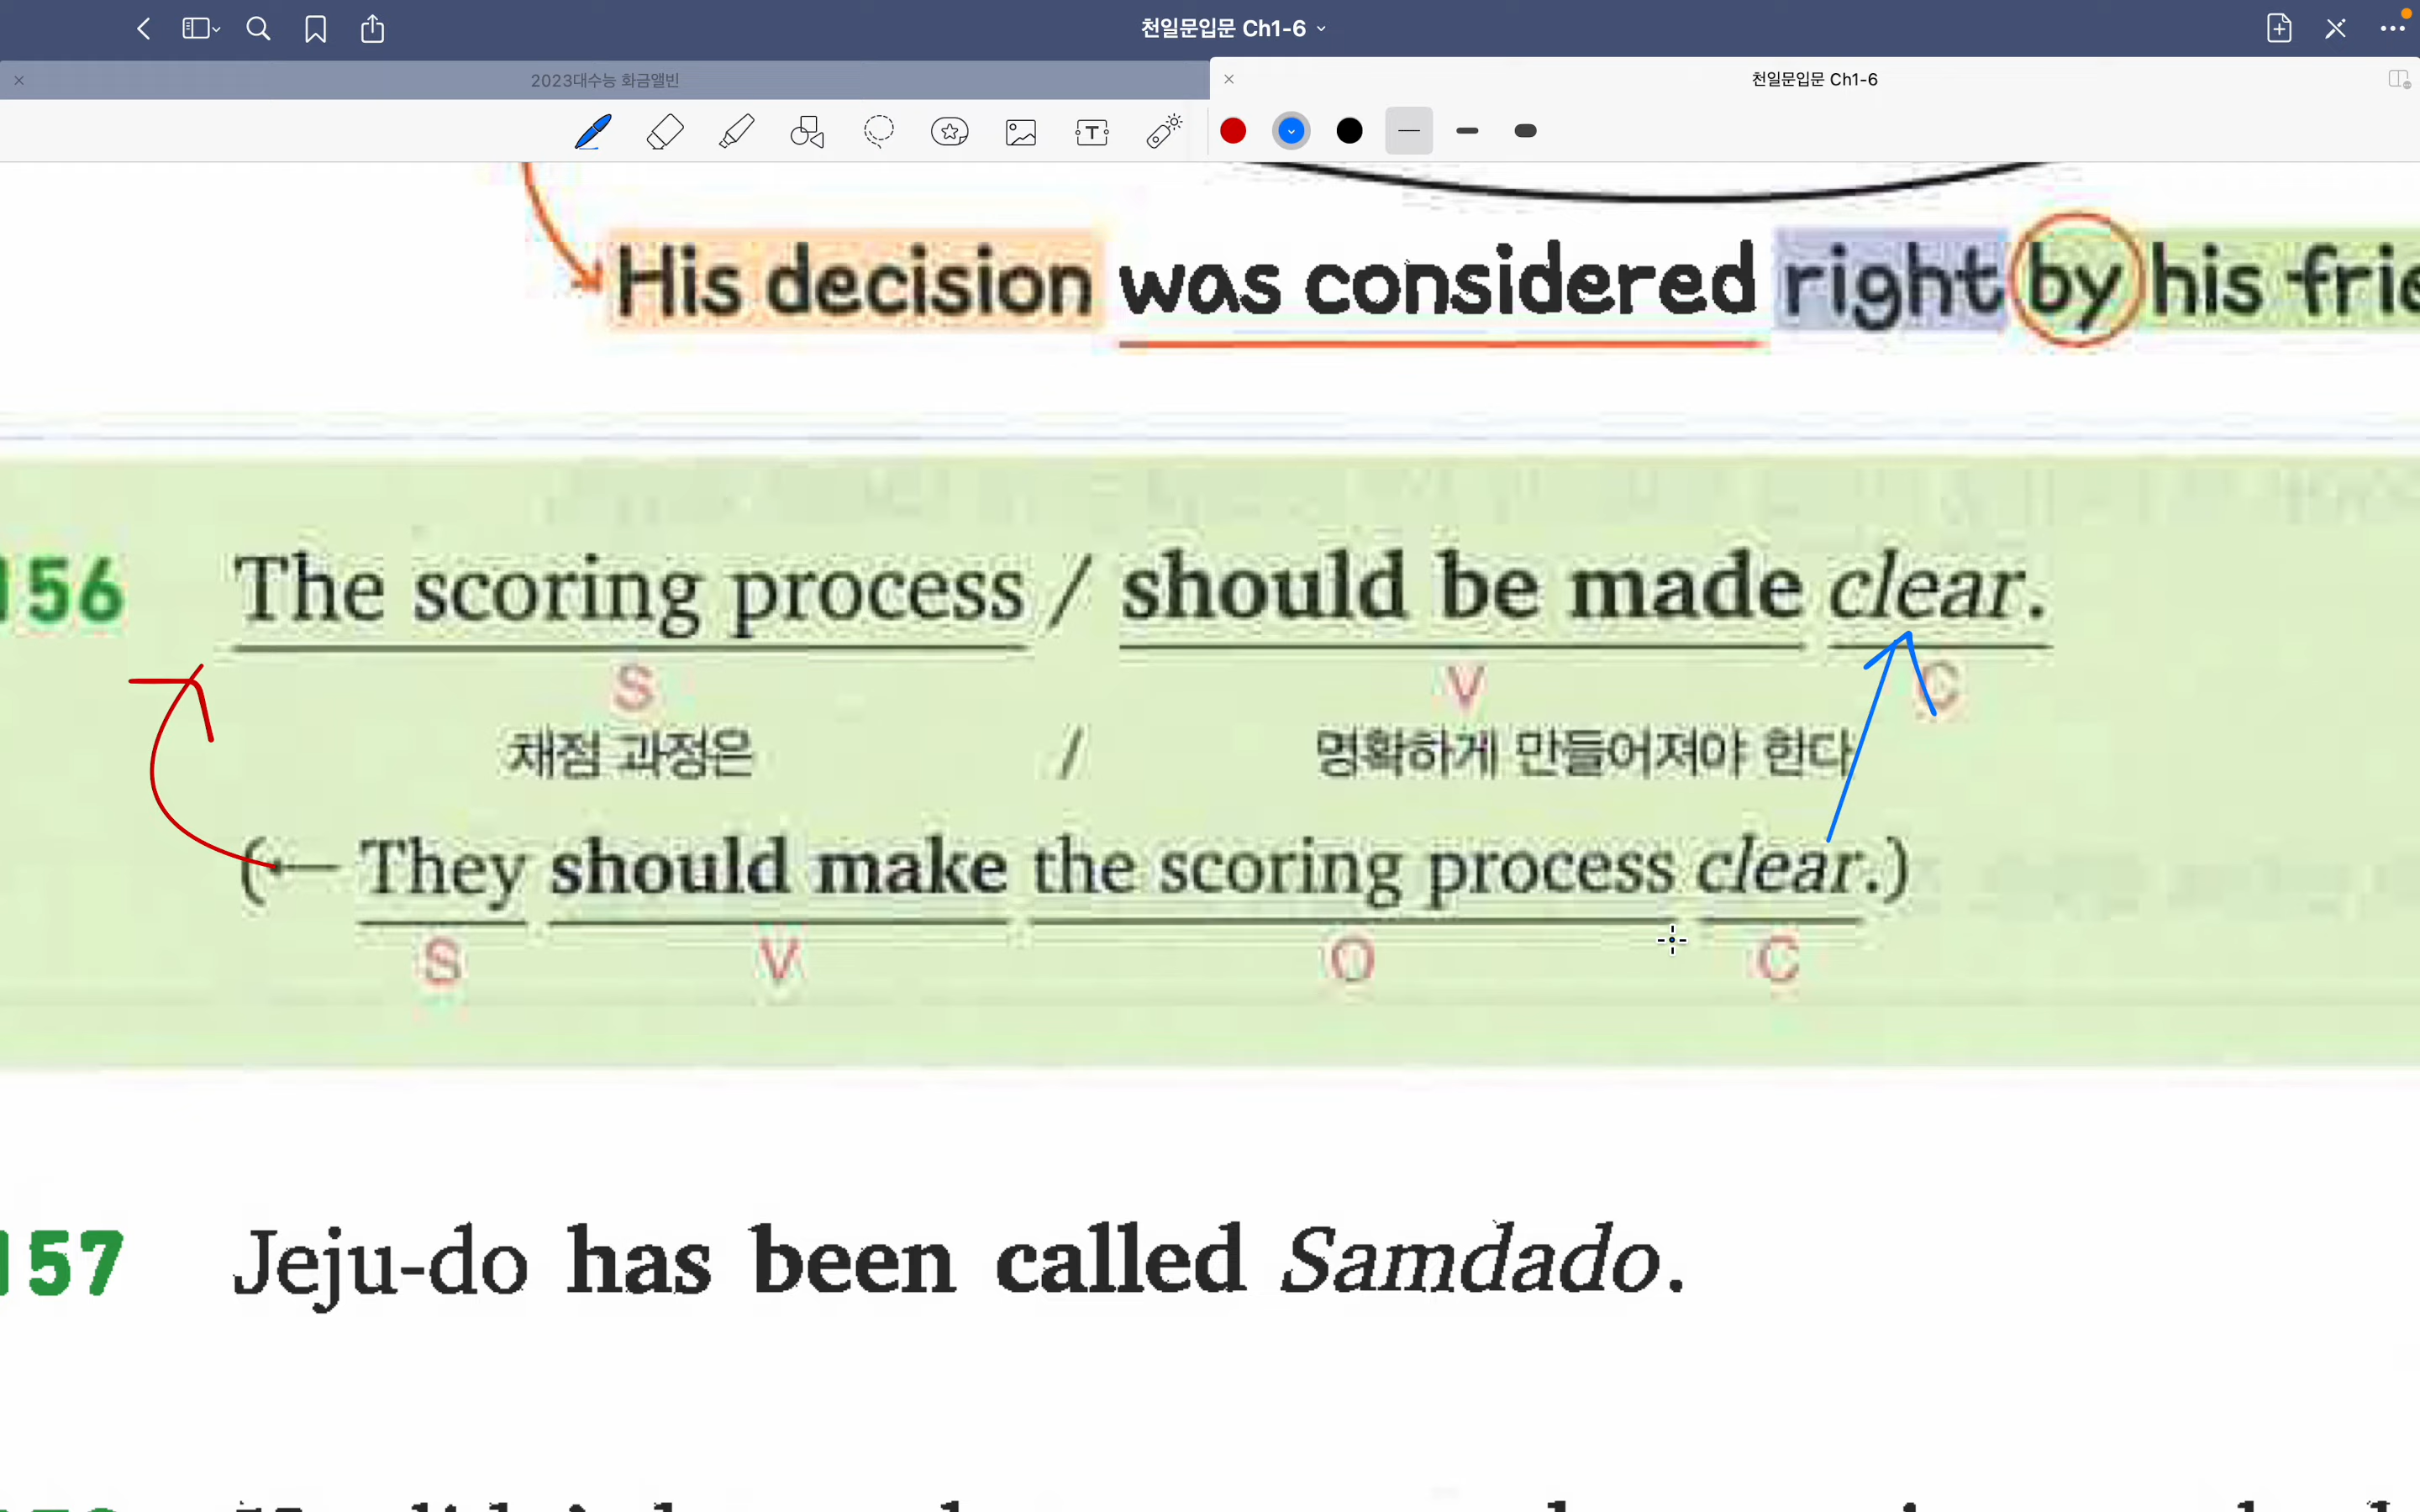 천일문입문 Ch1-6
2023대수능 화금앨빈
천일문입문 Ch1-6
His decision was considered right by his
156 The scoring process / should be made clear.
S V C
채점 과정은 / 명확하게 만들어져야 한다
(← They should make the scoring process clear.)
S V O C
157 Jeju-do has been called Samdado.